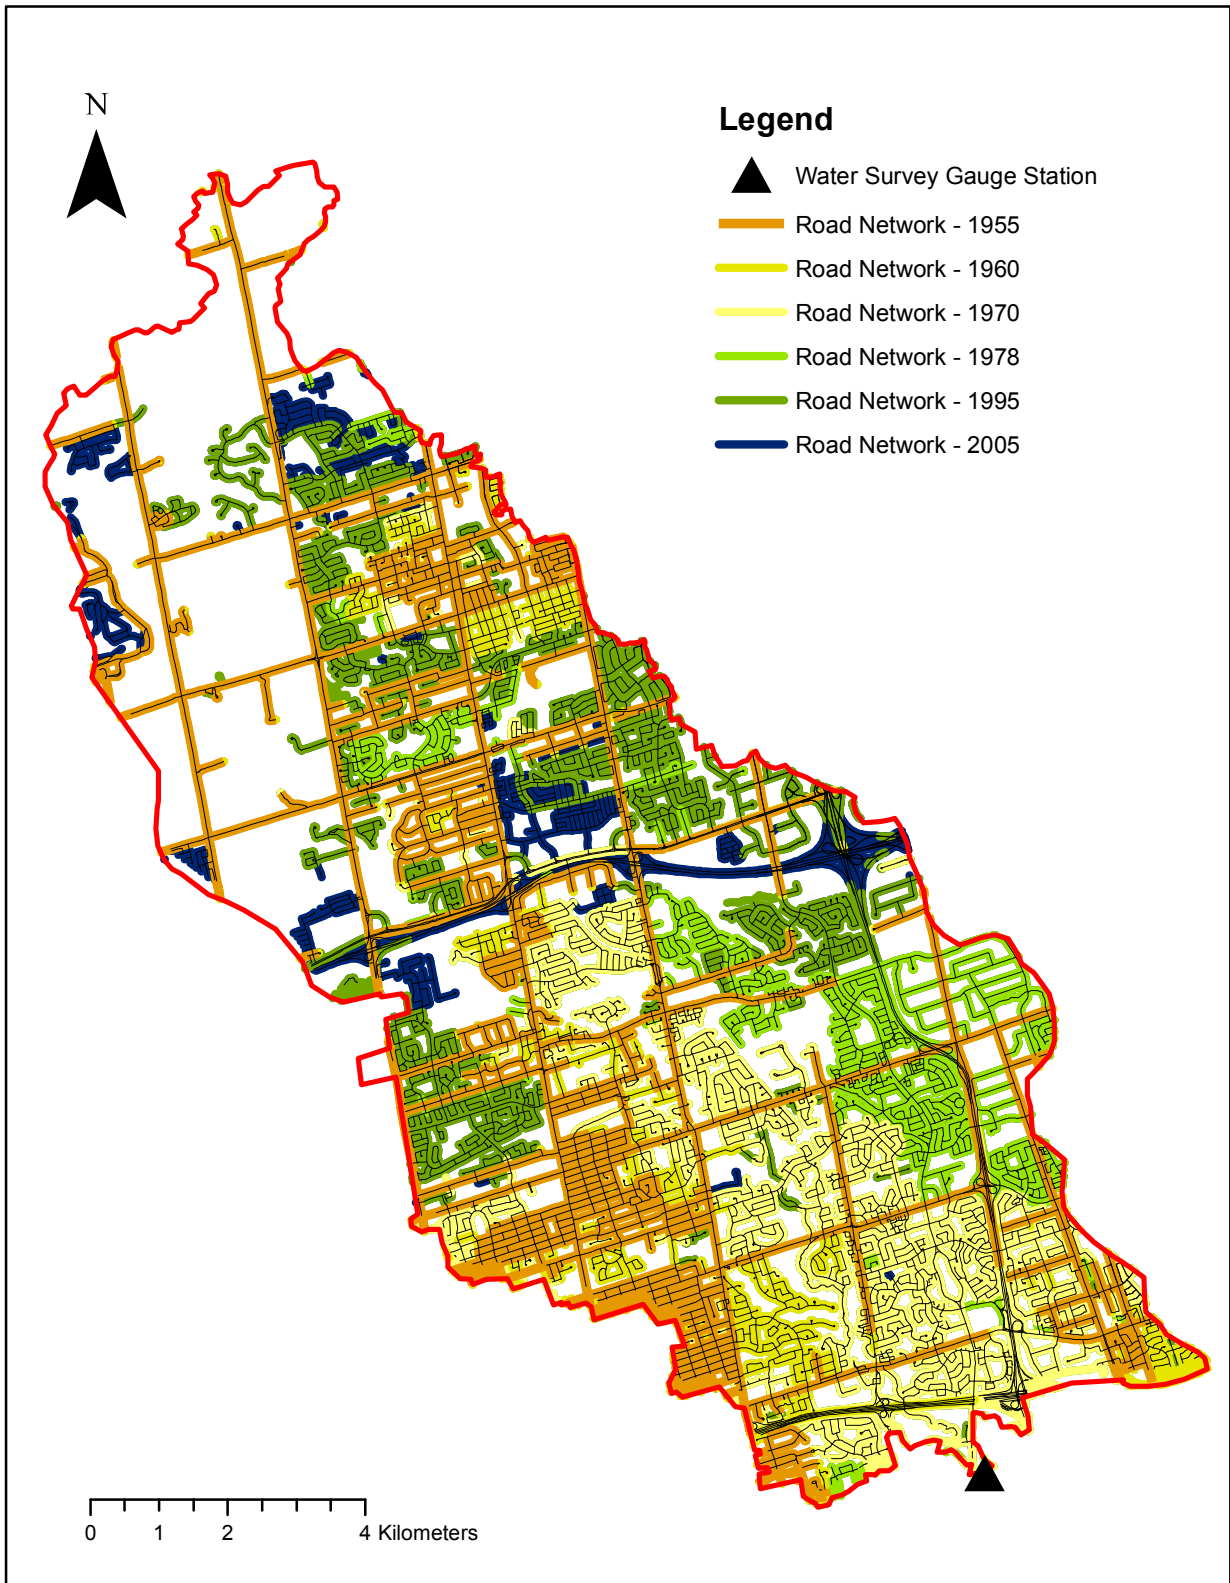 N
Legend
Water Survey Gauge Station
Road Network - 1955
Road Network - 1960
Road Network - 1970
Road Network - 1978
Road Network - 1995
Road Network - 2005
0 1 2 4 Kilometers